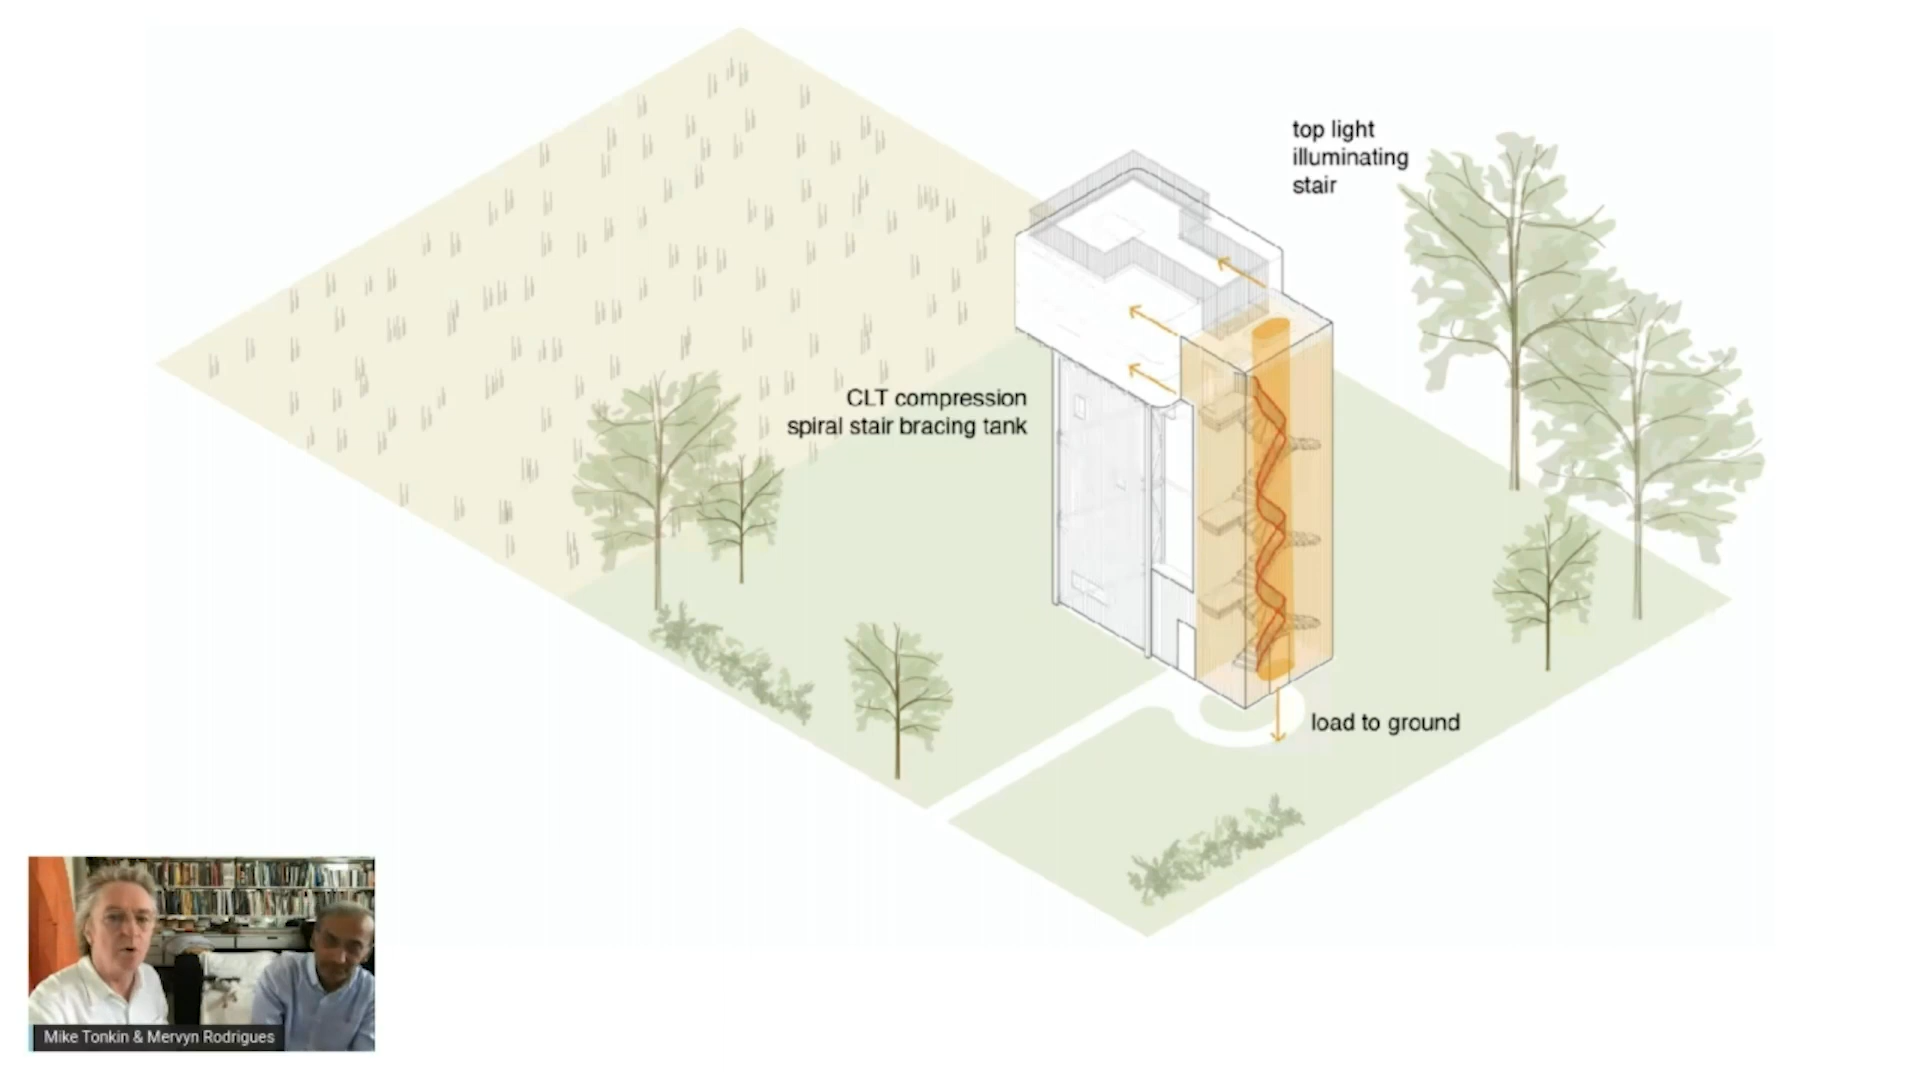 top light
illuminating
stair
CLT compression
spiral stair bracing tank
load to ground
Mike Tonkin & Mervyn Rodrigues